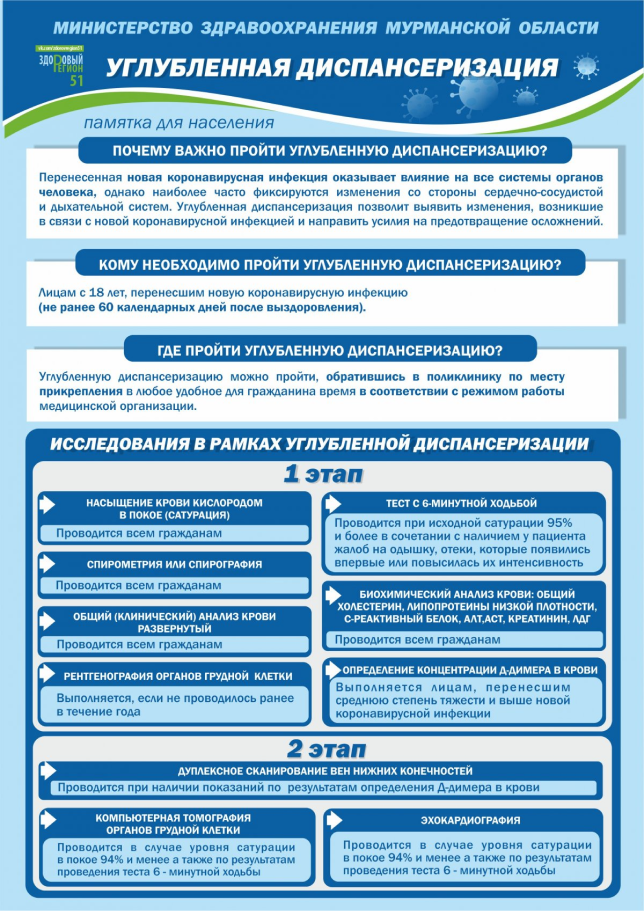 МИНИСТЕРСТВО ЗДРАВООХРАНЕНИЯ МУРМАНСКОЙ ОБЛАСТИ
ЗДОРОВЫЙ
РЕГИОН
51
УГЛУБЛЕННАЯ ДИСПАНСЕРИЗАЦИЯ
памятка для населения
ПОЧЕМУ ВАЖНО ПРОЙТИ УГЛУБЛЕННУЮ ДИСПАНСЕРИЗАЦИЮ?
Перенесенная новая коронавирусная инфекция оказывает влияние на все системы органов
человека, однако наиболее часто фиксируются изменения со стороны сердечно-сосудистой
и дыхательной систем. Углубленная диспансеризация позволит выявить изменения, возникшие
в связи с новой коронавирусной инфекцией и направить усилия на предотвращение осложнений.
КОМУ НЕОБХОДИМО ПРОЙТИ УГЛУБЛЕННУЮ ДИСПАНСЕРИЗАЦИЮ?
Лицам с 18 лет, перенесшим новую коронавирусную инфекцию
(не ранее 60 календарных дней после выздоровления).
ГДЕ ПРОЙТИ УГЛУБЛЕННУЮ ДИСПАНСЕРИЗАЦИЮ?
Углубленную диспансеризацию можно пройти, обратившись в поликлинику по месту
прикрепления в любое удобное для гражданина время в соответствии с режимом работы
медицинской организации.
ИССЛЕДОВАНИЯ В РАМКАХ УГЛУБЛЕННОЙ ДИСПАНСЕРИЗАЦИИ
1 этап
НАСЫЩЕНИЕ КРОВИ КИСЛОРОДОМ
В ПОКОЕ (САТУРАЦИЯ)
Проводится всем гражданам
СПИРОМЕТРИЯ ИЛИ СПИРОГРАФИЯ
Проводится всем гражданам
ОБЩИЙ (КЛИНИЧЕСКИЙ) АНАЛИЗ КРОВИ
РАЗВЕРНУТЫЙ
Проводится всем гражданам
РЕНТГЕНОГРАФИЯ ОРГАНОВ ГРУДНОЙ КЛЕТКИ
Выполняется, если не проводилось ранее
в течение года
ТЕСТ С 6-МИНУТНОЙ ХОДЬБОЙ
Проводится при исходной сатурации 95%
и более в сочетании с наличием у пациента
жалоб на одышку, отеки, которые появились
впервые или повысилась их интенсивность
БИОХИМИЧЕСКИЙ АНАЛИЗ КРОВИ: ОБЩИЙ
ХОЛЕСТЕРИН, ЛИПОПРОТЕИНЫ НИЗКОЙ ПЛОТНОСТИ,
С-РЕАКТИВНЫЙ БЕЛОК, АЛТ,АСТ, КРЕАТИНИН, ЛДГ
Проводится всем гражданам
ОПРЕДЕЛЕНИЕ КОНЦЕНТРАЦИИ Д-ДИМЕРА В КРОВИ
Выполняется лицам, перенесшим
среднюю степень тяжести и выше новой
коронавирусной инфекции
2 этап
ДУПЛЕКСНОЕ СКАНИРОВАНИЕ ВЕН НИЖНИХ КОНЕЧНОСТЕЙ
Проводится при наличии показаний по результатам определения Д-димера в крови
КОМПЬЮТЕРНАЯ ТОМОГРАФИЯ
ОРГАНОВ ГРУДНОЙ КЛЕТКИ
Проводится в случае уровня сатурации
в покое 94% и менее а также по результатам
проведения теста 6 - минутной ходьбы
ЭХОКАРДИОГРАФИЯ
Проводится в случае уровня сатурации
в покое 94% и менее а также по результатам
проведения теста 6 - минутной ходьбы